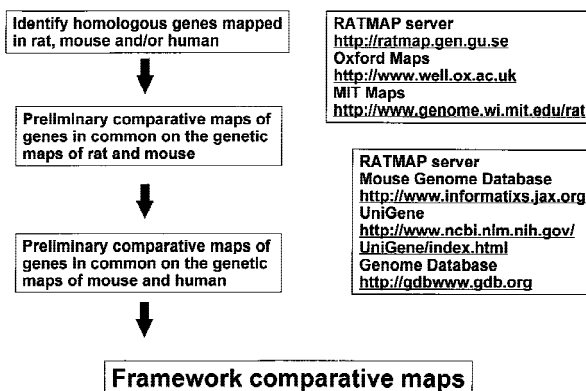 Identify homologous genes mapped
in rat, mouse and/or human
Preliminary comparative maps of
genes in common on the genetic
maps of rat and mouse
Preliminary comparative maps of
genes in common on the genetic
maps of mouse and human
Framework comparative maps
RATMAP server
http://ratmap.gen.gu.se
Oxford Maps
http://www.well.ox.ac.uk
MIT Maps
http://www.genome.wi.mit.edu/rat
RATMAP server
Mouse Genome Database
http://www.informatixs.jax.org
UniGene
http://www.ncbi.nlm.nih.gov/
UniGene/index.html
Genome Database
http://gdbwww.gdb.org